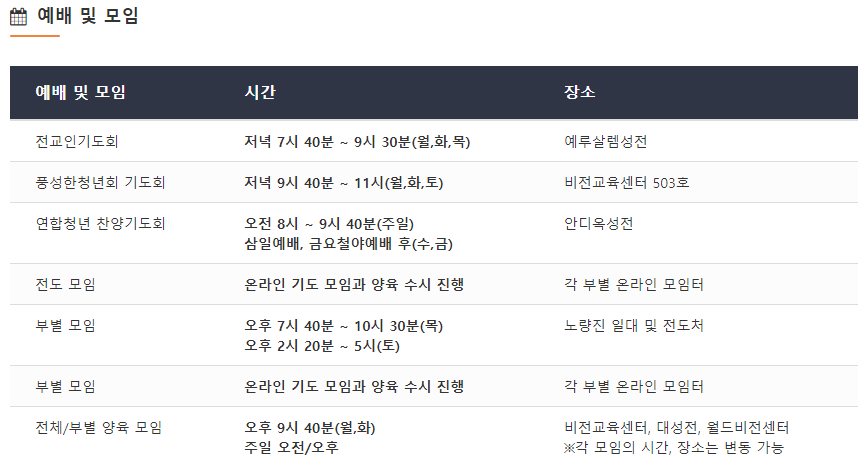 예배 및 모임
예배 및 모임 시간 장소
전교인기도회 저녁 7시 40분 ~ 9시 30분(월,화,목) 예루살렘성전
풍성한청년회 기도회 저녁 9시 40분 ~ 11시(월,화,토) 비전교육센터 503호
연합청년 찬양기도회 오전 8시 ~ 9시 40분(주일) 안디옥성전
삼일예배, 금요철야예배 후(수,금)
전도 모임 온라인 기도 모임과 양육 수시 진행 각 부별 온라인 모임터
부별 모임 오후 7시 40분 ~ 10시 30분(목) 노량진 일대 및 전도처
오후 2시 20분 ~ 5시(토)
부별 모임 온라인 기도 모임과 양육 수시 진행 각 부별 온라인 모임터
전체/부별 양육 모임 오후 9시 40분(월,화) 비전교육센터, 대성전, 월드비전센터
주일 오전/오후 ※각 모임의 시간, 장소는 변동 가능